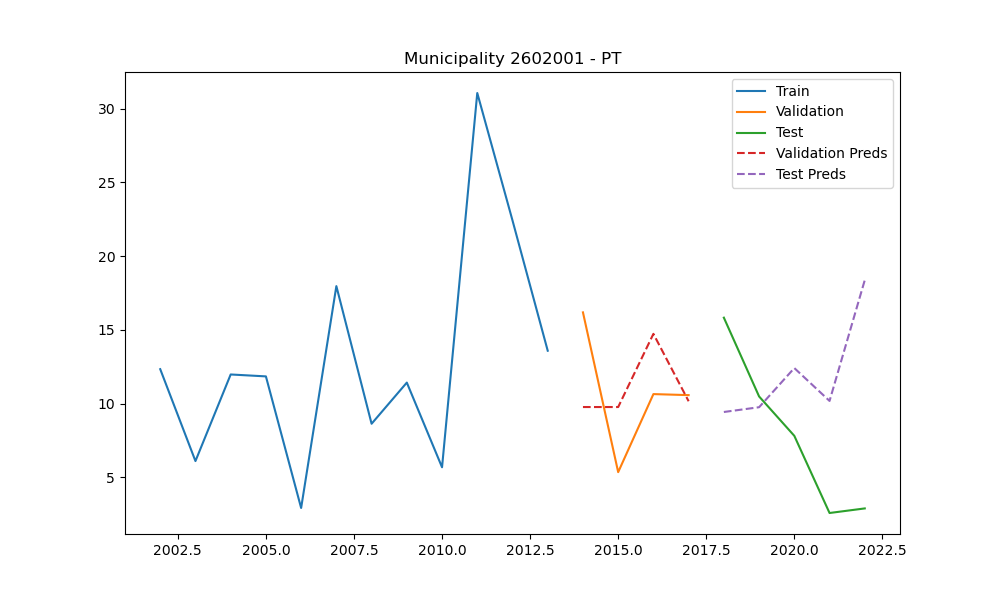 Municipality 2602001 - PT
Train
Validation
Test
Validation Preds
Test Preds
30
25
20
15
10
5
2002.5 2005.0 2007.5 2010.0 2012.5 2015.0 2017.5 2020.0 2022.5